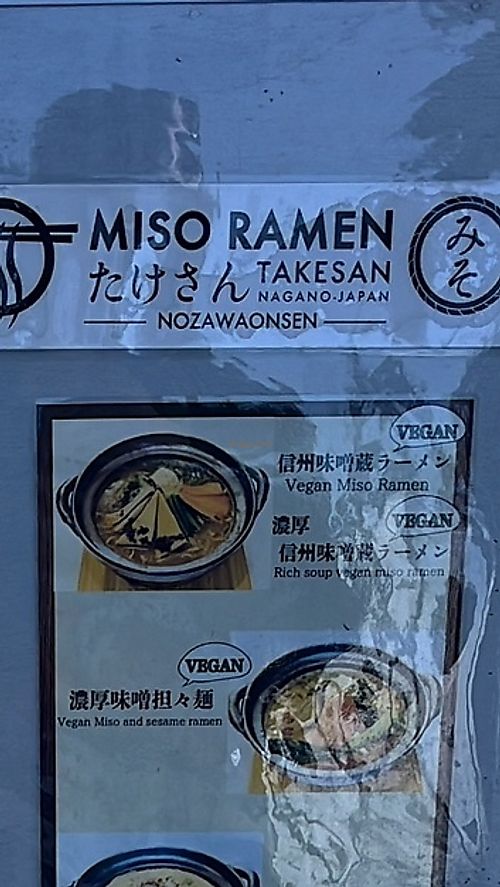 MISO RAMEN
たけさん TAKESAN
NAGANO-JAPAN
NOZAWAONSEN
みそ
VEGAN
信州味噌蔵ラーメン
Vegan Miso Ramen
VEGAN
濃厚
信州味噌蔵ラーメン
Rich soup vegan miso ramen
VEGAN
濃厚味噌担々麺
Vegan Miso and sesame ramen